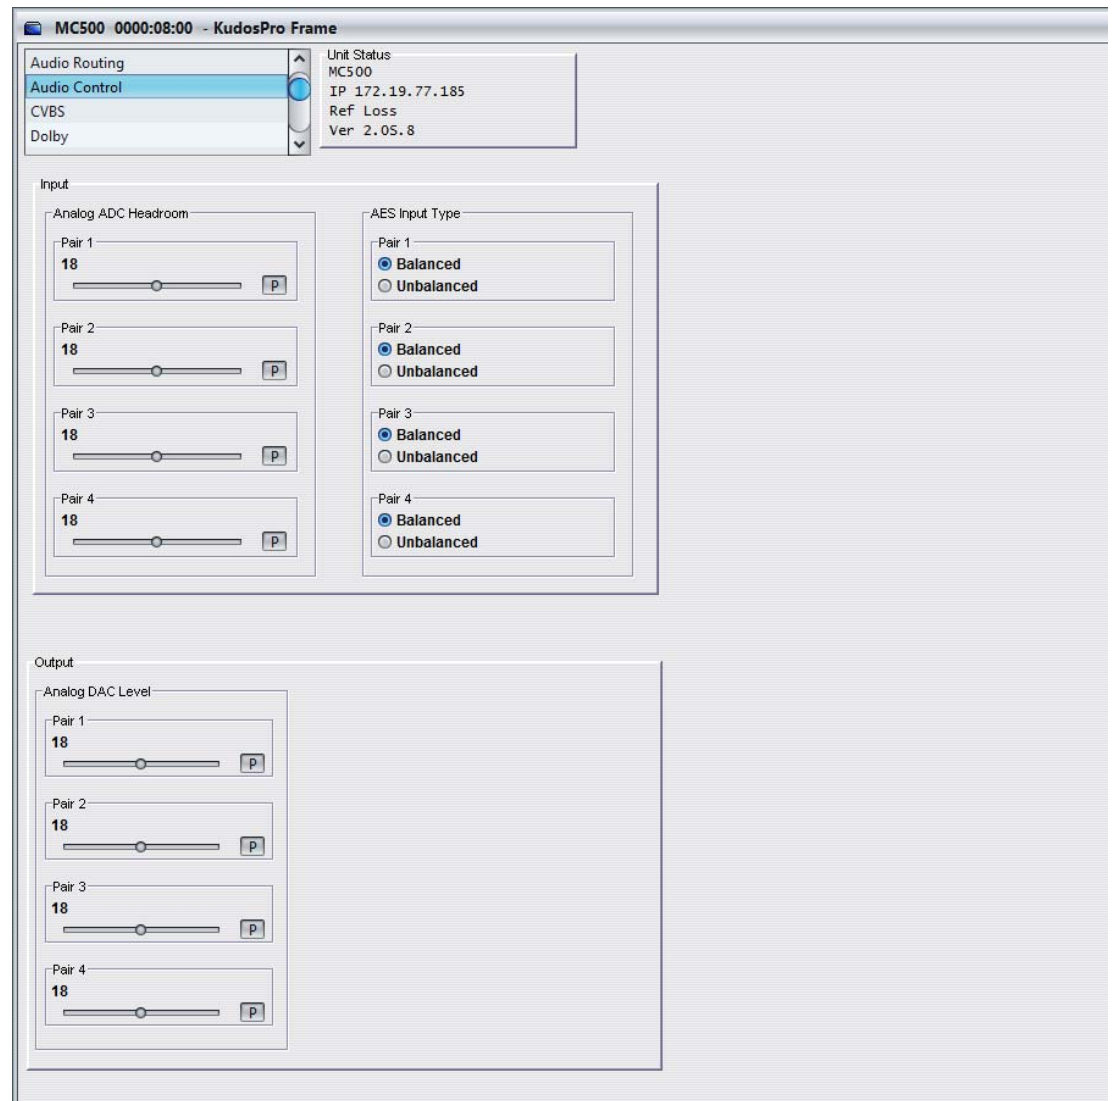 MC500 0000:08:00 - KudosPro Frame
Audio Routing
Audio Control
CVBS
Dolby
Unit Status
MC500
IP 172.19.77.185
Ref Loss
Ver 2.0S.8
Input
Analog ADC Headroom
Pair 1
18
P
Pair 2
18
P
Pair 3
18
P
Pair 4
18
P
AES Input Type
Pair 1
Balanced
Unbalanced
Pair 2
Balanced
Unbalanced
Pair 3
Balanced
Unbalanced
Pair 4
Balanced
Unbalanced
Output
Analog DAC Level
Pair 1
18
P
Pair 2
18
P
Pair 3
18
P
Pair 4
18
P